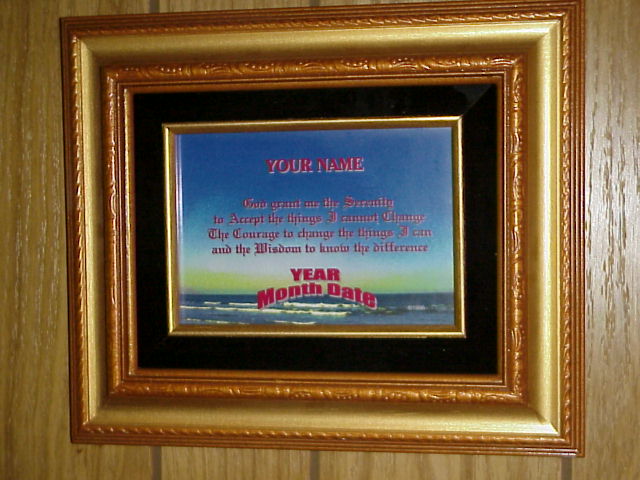 YOUR NAME
God grant me the Serenity
to Accept the things I cannot Change
The Courage to change the things I can
and the Wisdom to know the difference
YEAR
Month Date